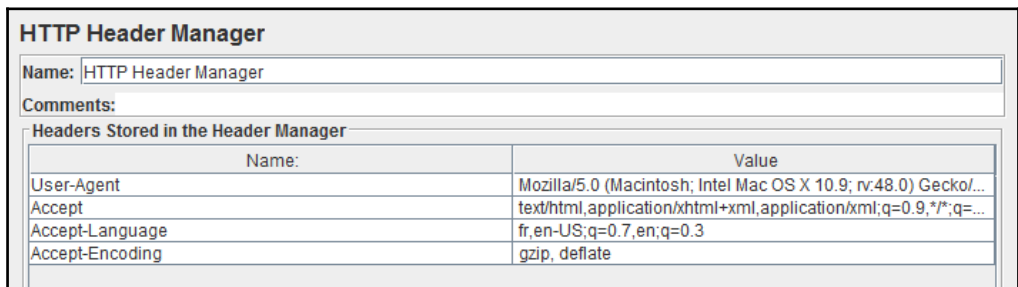 HTTP Header Manager
Name: HTTP Header Manager
Comments:
Headers Stored in the Header Manager
Name: Value
User-Agent Mozilla/5.0 (Macintosh; Intel Mac OS X 10.9; rv:48.0) Gecko/...
Accept text/html,application/xhtml+xml,application/xml;q=0.9,*/*;q=...
Accept-Language fr,en-US;q=0.7,en;q=0.3
Accept-Encoding gzip, deflate